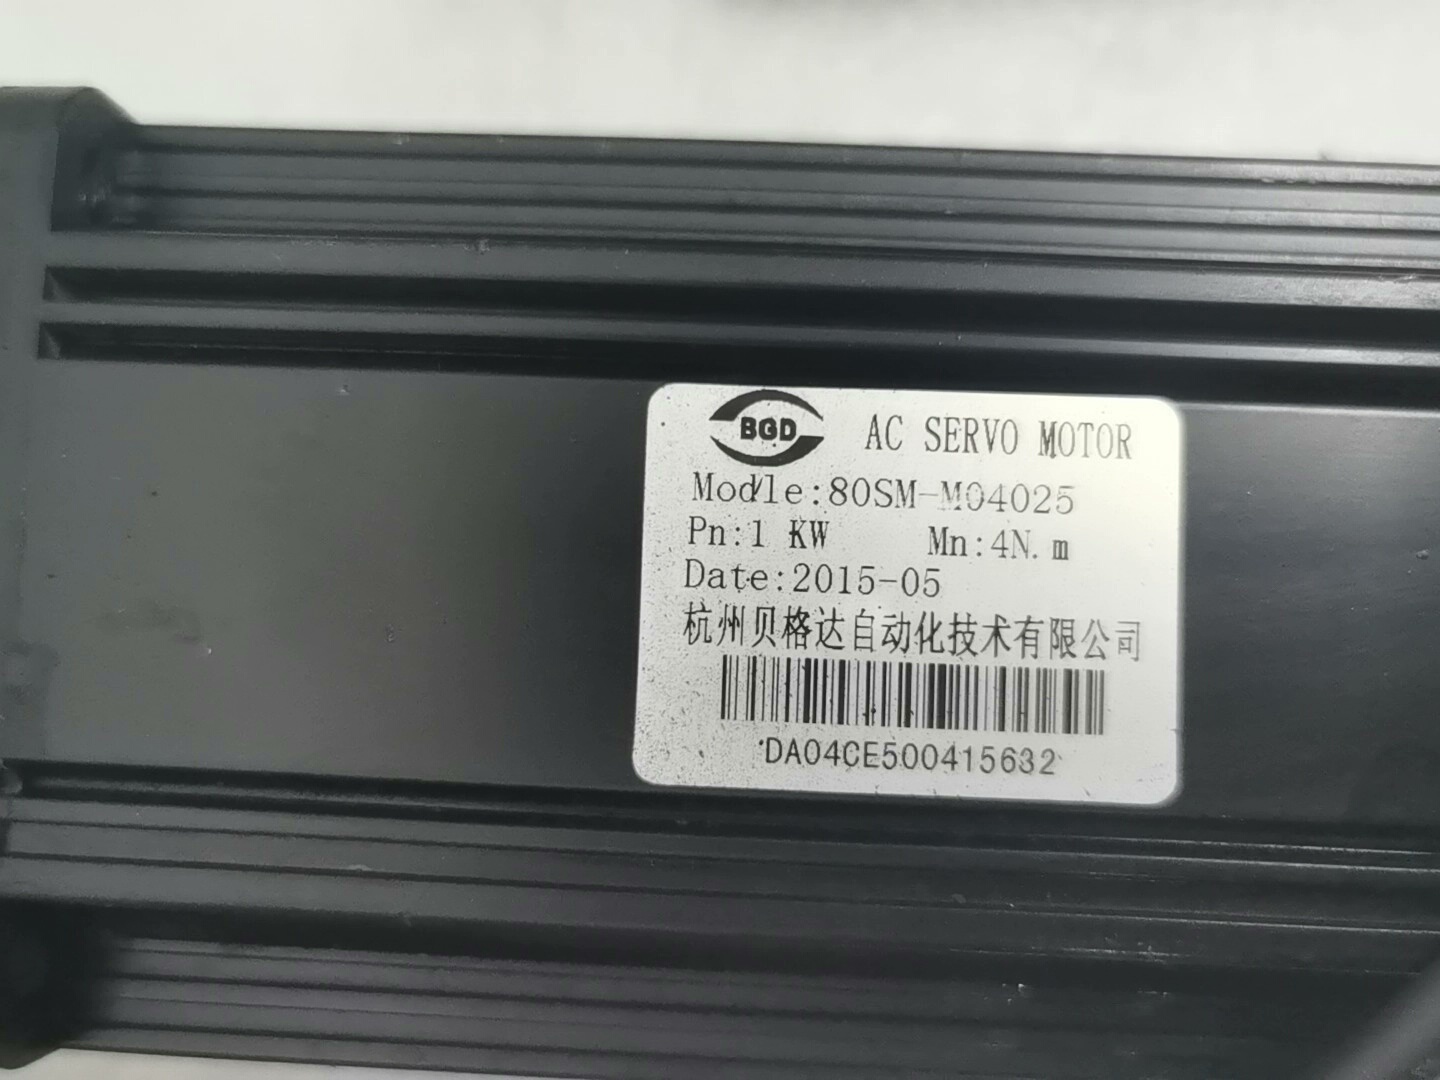 BGD AC SERVO MOTOR
Modle:80SM-M04025
Pn:1 KW Mn:4N.m
Date:2015-05
杭州贝格达自动化技术有限公司
DA04CE500415632